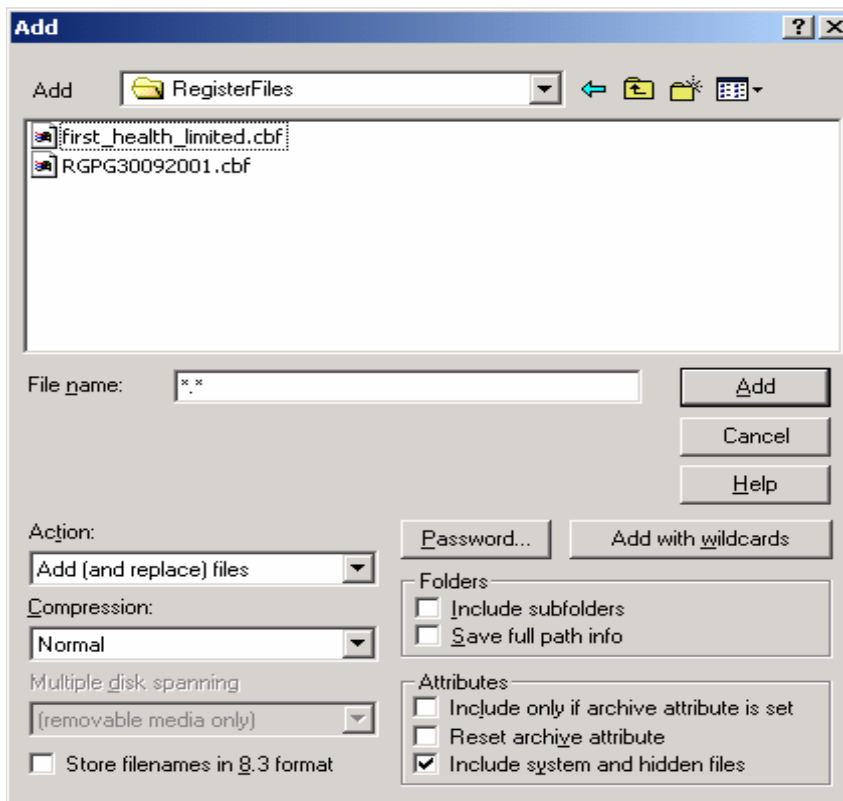 Add
Add RegisterFiles
first_health_limited.cbf
RGPG30092001.cbf
File name: *.* Add
Cancel
Help
Action:
Add (and replace) files
Compression:
Normal
Multiple disk spanning
(removable media only)
Store filenames in 8.3 format
Password... Add with wildcards
Folders
Include subfolders
Save full path info
Attributes
Include only if archive attribute is set
Reset archive attribute
Include system and hidden files